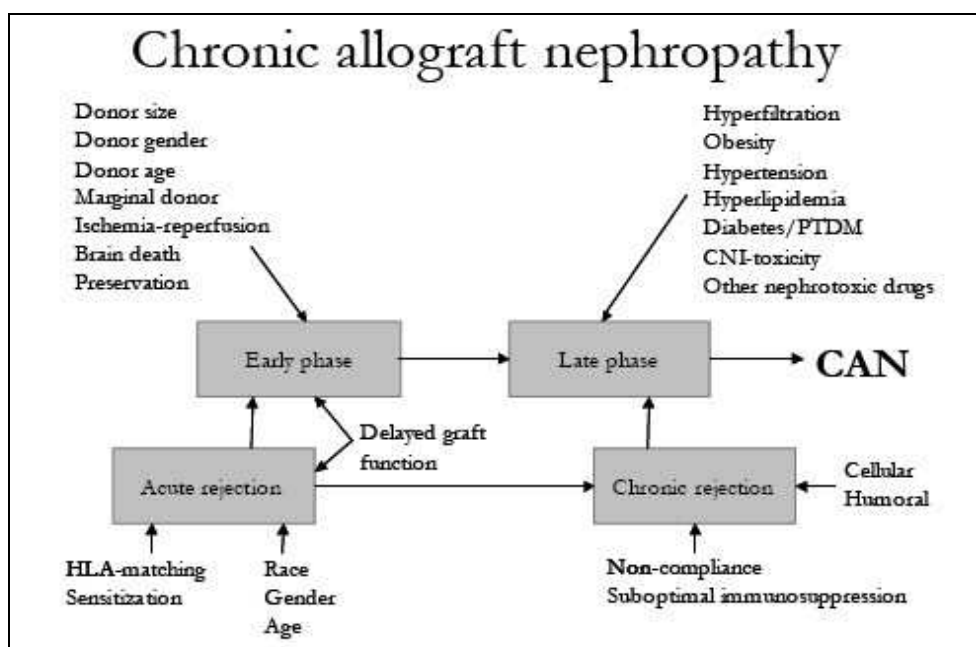 Chronic allograft nephropathy
Donor size
Donor gender
Donor age
Marginal donor
Ischemia-reperfusion
Brain death
Preservation
Hyperfiltration
Obesity
Hypertension
Hyperlipidemia
Diabetes/PTDM
CNI-toxicity
Other nephrotoxic drugs
Early phase
Late phase
CAN
Delayed graft
function
Acute rejection
Chronic rejection
Cellular
Humoral
HLA-matching
Sensitization
Race
Gender
Age
Non-compliance
Suboptimal immunosuppression